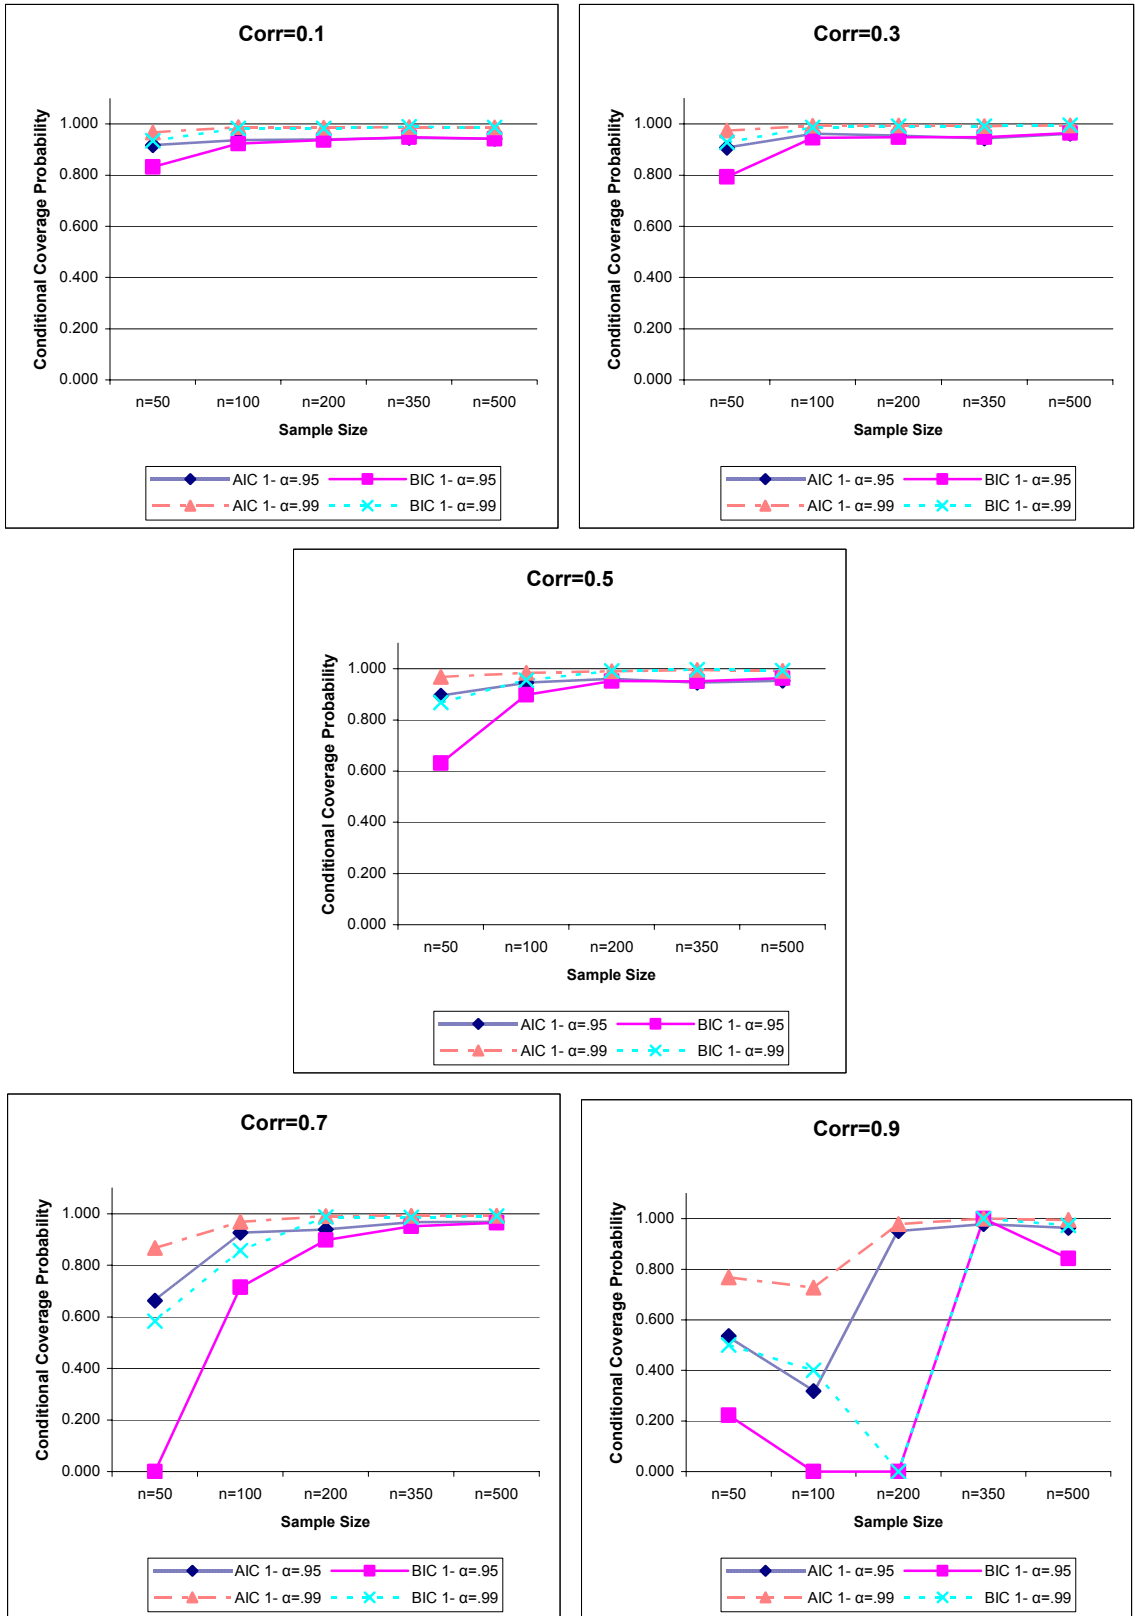 Corr=0.1
Conditional Coverage Probability
1.000
0.800
0.600
0.400
0.200
0.000
n=50 n=100 n=200 n=350 n=500
Sample Size
AIC 1- α=.95 BIC 1- α=.95
AIC 1- α=.99 BIC 1- α=.99
Corr=0.3
Conditional Coverage Probability
1.000
0.800
0.600
0.400
0.200
0.000
n=50 n=100 n=200 n=350 n=500
Sample Size
AIC 1- α=.95 BIC 1- α=.95
AIC 1- α=.99 BIC 1- α=.99
Corr=0.5
Conditional Coverage Probability
1.000
0.800
0.600
0.400
0.200
0.000
n=50 n=100 n=200 n=350 n=500
Sample Size
AIC 1- α=.95 BIC 1- α=.95
AIC 1- α=.99 BIC 1- α=.99
Corr=0.7
Conditional Coverage Probability
1.000
0.800
0.600
0.400
0.200
0.000
n=50 n=100 n=200 n=350 n=500
Sample Size
AIC 1- α=.95 BIC 1- α=.95
AIC 1- α=.99 BIC 1- α=.99
Corr=0.9
Conditional Coverage Probability
1.000
0.800
0.600
0.400
0.200
0.000
n=50 n=100 n=200 n=350 n=500
Sample Size
AIC 1- α=.95 BIC 1- α=.95
AIC 1- α=.99 BIC 1- α=.99